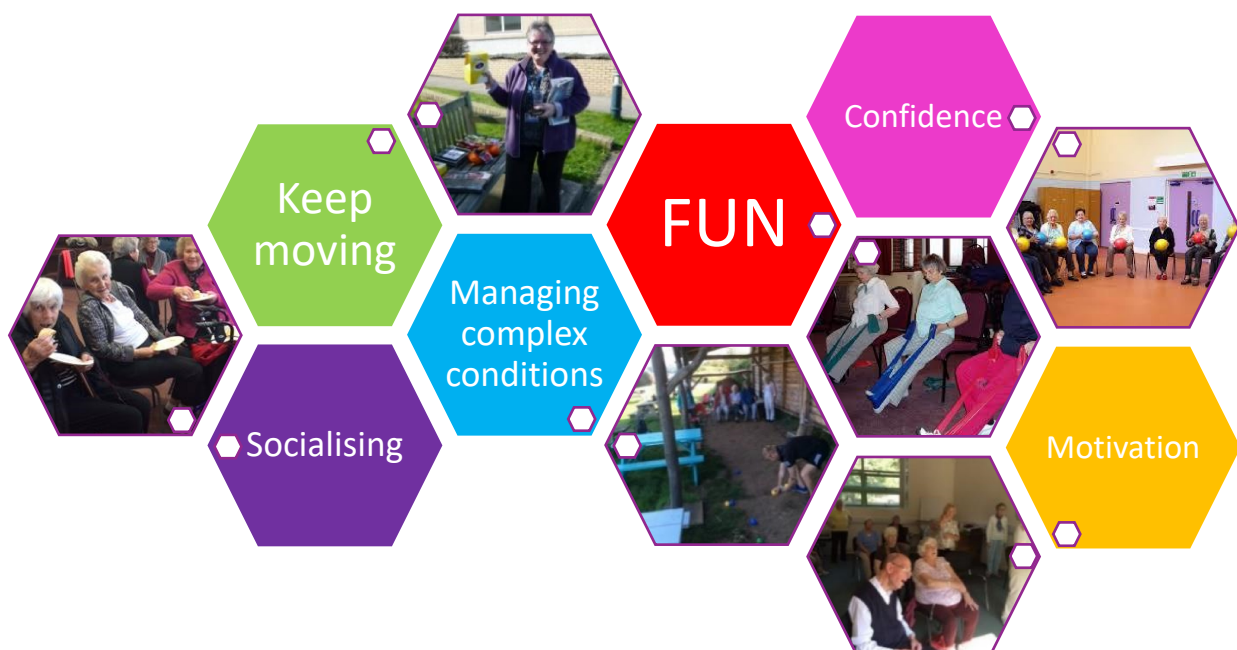 Confidence
Keep
moving
FUN
Managing
complex
conditions
Socialising
Motivation